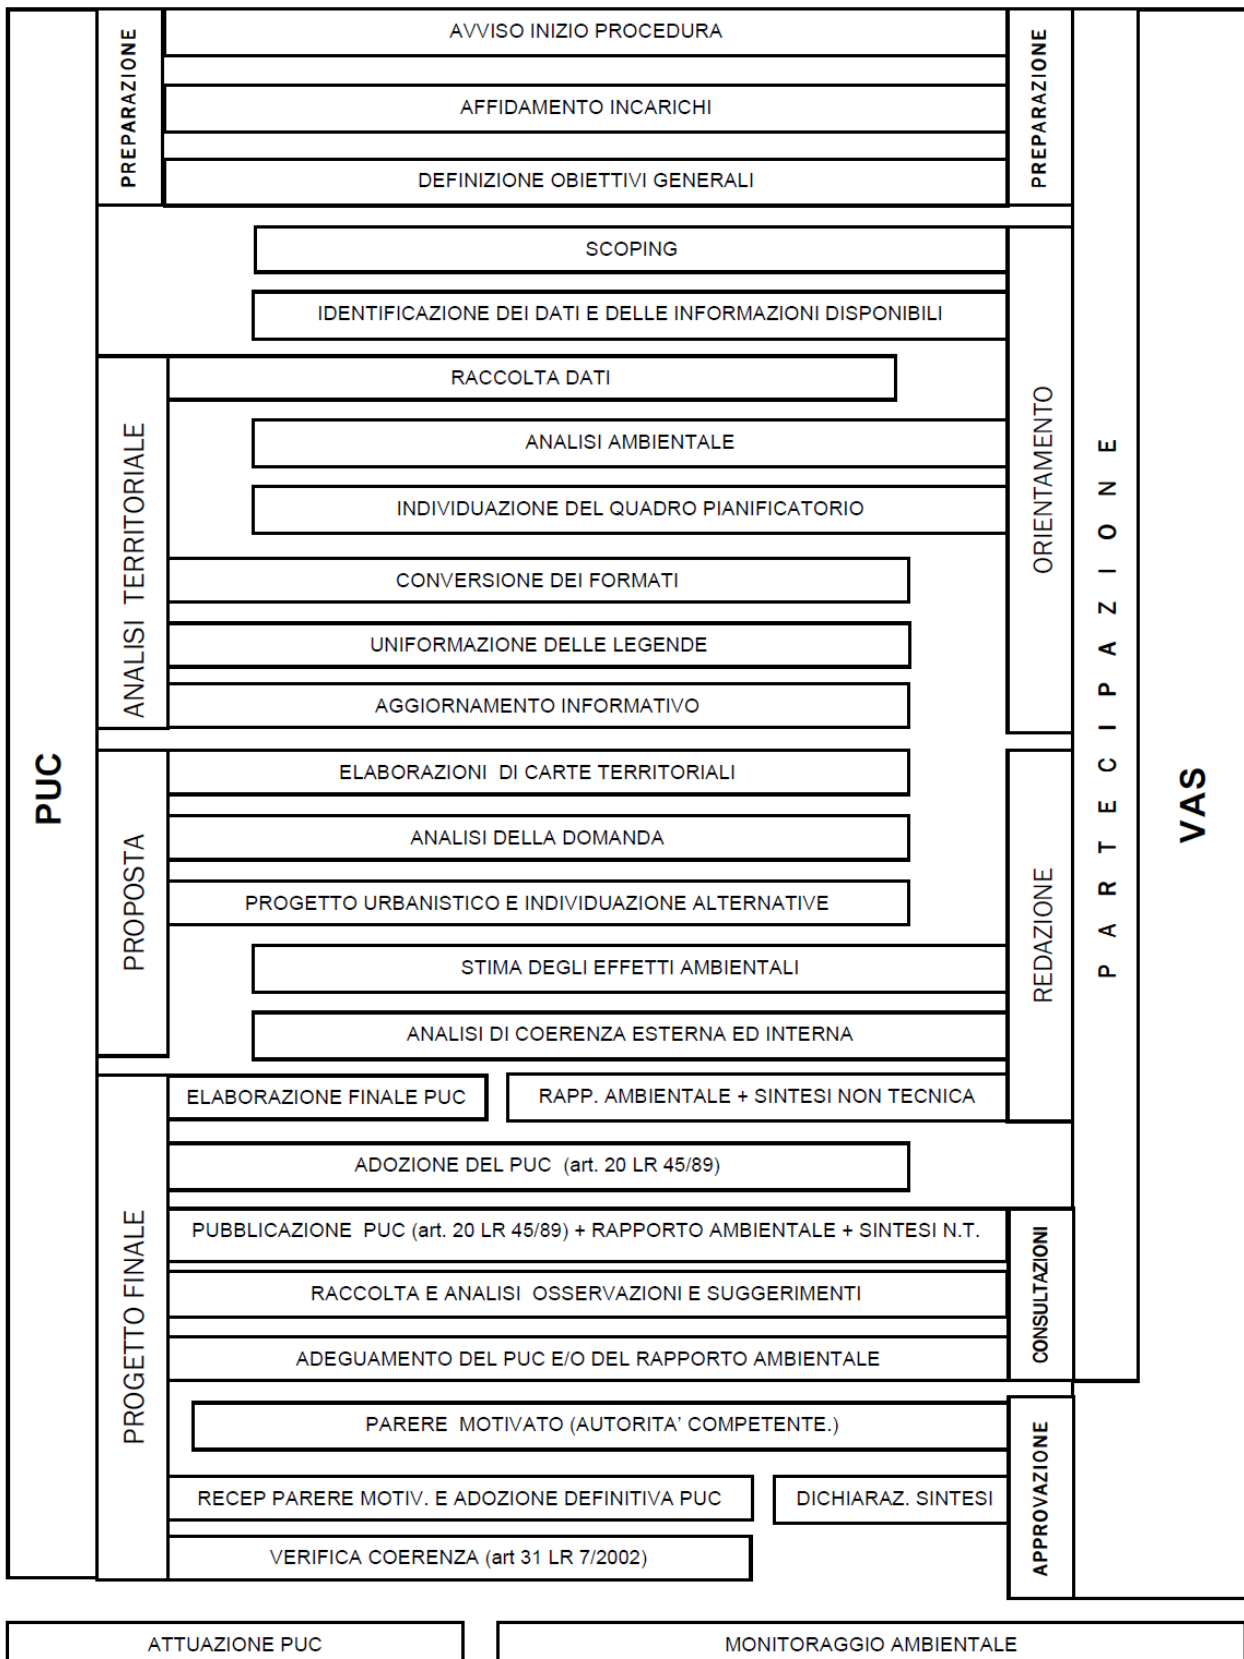 PUC
PREPARAZIONE
AVVISO INIZIO PROCEDURA
AFFIDAMENTO INCARICHI
DEFINIZIONE OBIETTIVI GENERALI
PREPARAZIONE
SCOPING
IDENTIFICAZIONE DEI DATI E DELLE INFORMAZIONI DISPONIBILI
ANALISI TERRITORIALE
RACCOLTA DATI
ANALISI AMBIENTALE
INDIVIDUAZIONE DEL QUADRO PIANIFICATORIO
CONVERSIONE DEI FORMATI
UNIFORMAZIONE DELLE LEGENDE
AGGIORNAMENTO INFORMATIVO
ORIENTAMENTO
PROPOSTA
ELABORAZIONI DI CARTE TERRITORIALI
ANALISI DELLA DOMANDA
PROGETTO URBANISTICO E INDIVIDUAZIONE ALTERNATIVE
STIMA DEGLI EFFETTI AMBIENTALI
ANALISI DI COERENZA ESTERNA ED INTERNA
REDAZIONE
PROGETTO FINALE
ELABORAZIONE FINALE PUC
RAPP. AMBIENTALE + SINTESI NON TECNICA
ADOZIONE DEL PUC (art. 20 LR 45/89)
PUBBLICAZIONE PUC (art. 20 LR 45/89) + RAPPORTO AMBIENTALE + SINTESI N.T.
RACCOLTA E ANALISI OSSERVAZIONI E SUGGERIMENTI
ADEGUAMENTO DEL PUC E/O DEL RAPPORTO AMBIENTALE
CONSULTAZIONI
PARERE MOTIVATO (AUTORITA' COMPETENTE.)
RECEP PARERE MOTIV. E ADOZIONE DEFINITIVA PUC
DICHIARAZ. SINTESI
VERIFICA COERENZA (art 31 LR 7/2002)
APPROVAZIONE
PARTECIPAZIONE
VAS
ATTUAZIONE PUC
MONITORAGGIO AMBIENTALE